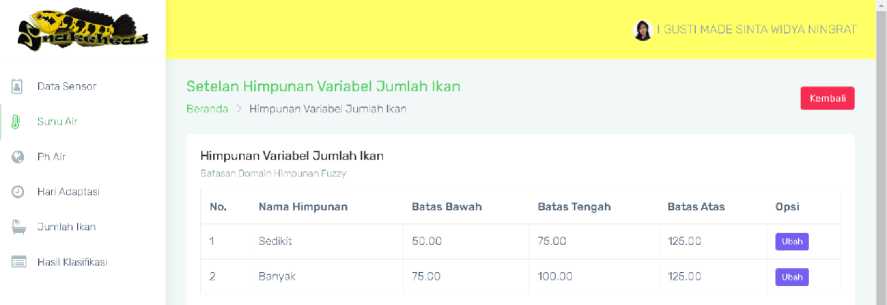 Snakehead
I GUSTI MADE SINTA WIDYA NINGRAT
Data Sensor
Suhu Air
Ph Air
Hari Adaptasi
Jumlah Ikan
Hasil Klasifikasi
Setelan Himpunan Variabel Jumlah Ikan
Beranda > Himpunan Variabel Jumlah Ikan
Kembali
Himpunan Variabel Jumlah Ikan
Batasan Domain Himpunan Fuzzy
No. Nama Himpunan Batas Bawah Batas Tengah Batas Atas Opsi
1 Sedikit 50.00 75.00 125.00 Ubah
2 Banyak 75.00 100.00 125.00 Ubah